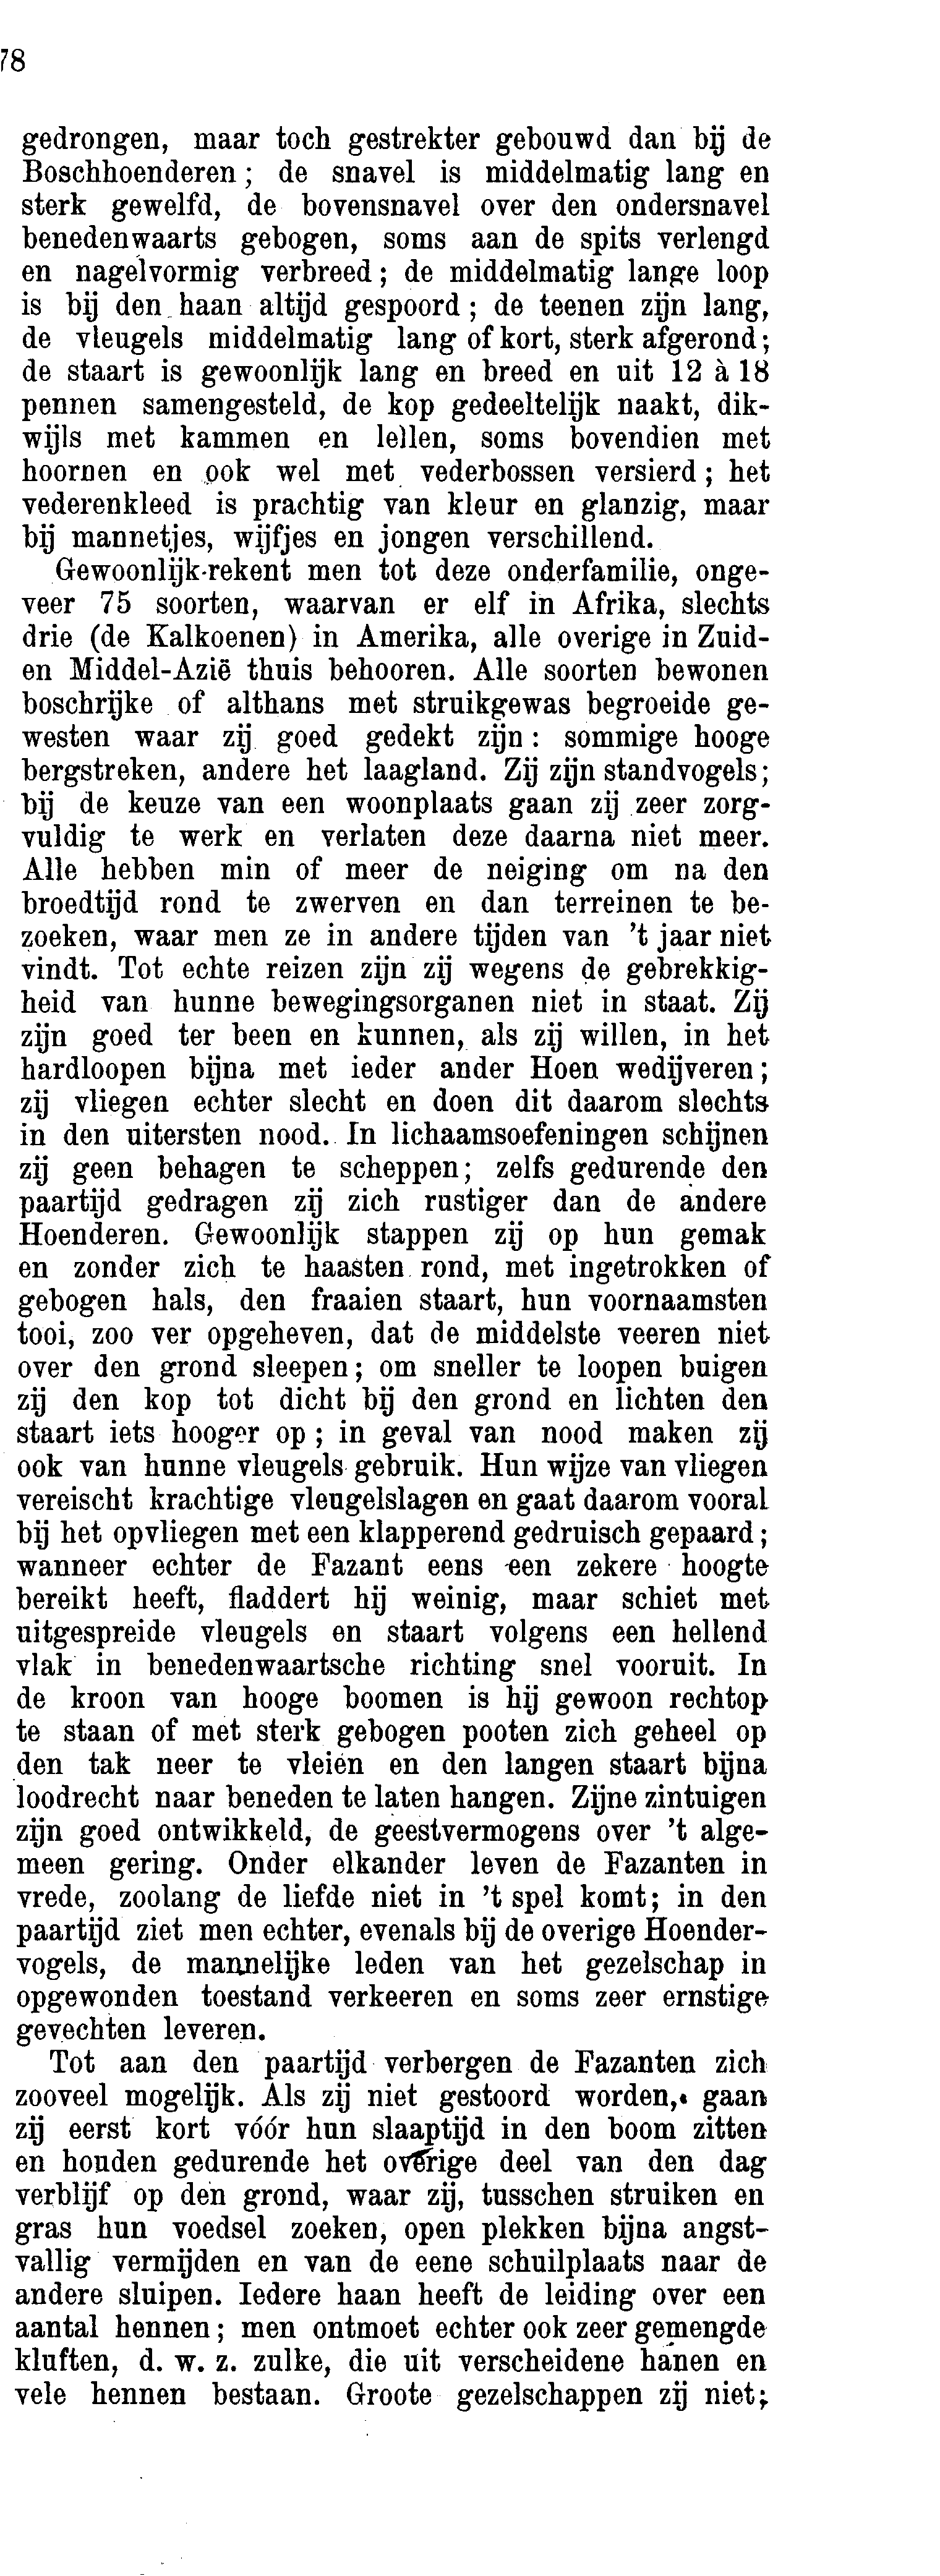 78
gedrongen, maar toch gestrekter gebouwd dan bij de
Boschhoenderen; de snavel is middelmatig lang en
sterk gewelfd, de bovensnavel over den ondersnavel
benedenwaarts gebogen, soms aan de spits verlengd
en nagelvormig verbreed; de middelmatig lange loop
is bij den haan altijd gespoord; de teenen zijn lang,
de vleugels middelmatig lang of kort, sterk afgerond;
de staart is gewoonlijk lang en breed en uit 12 à 18
pennen samengesteld, de kop gedeeltelijk naakt, dik-
wijls met kammen en lellen, soms bovendien met
hoornen en ook wel met vederbossen versierd; het
vederenkleed is prachtig van kleur en glanzig, maar
bij mannetjes, wijfjes en jongen verschillend.
Gewoonlijk rekent men tot deze onderfamilie, onge-
veer 75 soorten, waarvan er elf in Afrika, slechts
drie (de Kalkoenen) in Amerika, alle overige in Zuid-
en Middel-Azië thuis behooren. Alle soorten bewonen
boschrijke of althans met struikgewas begroeide ge-
westen waar zij goed gedekt zijn: sommige hooge
bergstreken, andere het laagland. Zij zijn standvogels;
bij de keuze van een woonplaats gaan zij zeer zorg-
vuldig te werk en verlaten deze daarna niet meer.
Alle hebben min of meer de neiging om na den
broedtijd rond te zwerven en dan terreinen te be-
zoeken, waar men ze in andere tijden van 't jaar niet
vindt. Tot echte reizen zijn zij wegens de gebrekkig-
heid van hunne bewegingsorganen niet in staat. Zij
zijn goed ter been en kunnen, als zij willen, in het
hardloopen bijna met ieder ander Hoen wedijveren;
zij vliegen echter slecht en doen dit daarom slechts
in den uitersten nood. In lichaamsoefeningen schijnen
zij geen behagen te scheppen; zelfs gedurende den
paartijd gedragen zij zich rustiger dan de andere
Hoenderen. Gewoonlijk stappen zij op hun gemak
en zonder zich te haasten rond, met ingetrokken of
gebogen hals, den fraaien staart, hun voornaamsten
tooi, zoo ver opgeheven, dat de middelste veeren niet
over den grond sleepen; om sneller te loopen buigen
zij den kop tot dicht bij den grond en lichten den
staart iets hooger op; in geval van nood maken zij
ook van hunne vleugels gebruik. Hun wijze van vliegen
vereischt krachtige vleugelslagen en gaat daarom vooral
bij het opvliegen met een klapperend gedruisch gepaard;
wanneer echter de Fazant eens een zekere hoogte
bereikt heeft, fladdert hij weinig, maar schiet met
uitgespreide vleugels en staart volgens een hellend
vlak in benedenwaartsche richting snel vooruit. In
de kroon van hooge boomen is hij gewoon rechtop
te staan of met sterk gebogen pooten zich geheel op
den tak neer te vleien en den langen staart bijna
loodrecht naar beneden te laten hangen. Zijne zintuigen
zijn goed ontwikkeld, de geestvermogens over 't alge-
meen gering. Onder elkander leven de Fazanten in
vrede, zoolang de liefde niet in 't spel komt; in den
paartijd ziet men echter, evenals bij de overige Hoender-
vogels, de mannelijke leden van het gezelschap in
opgewonden toestand verkeeren en soms zeer ernstige
gevechten leveren.
Tot aan den paartijd verbergen de Fazanten zich
zooveel mogelijk. Als zij niet gestoord worden, gaan
zij eerst kort vóór hun slaaptijd in den boom zitten
en houden gedurende het overige deel van den dag
verblijf op den grond, waar zij, tusschen struiken en
gras hun voedsel zoeken, open plekken bijna angst-
vallig vermijden en van de eene schuilplaats naar de
andere sluipen. Iedere haan heeft de leiding over een
aantal hennen; men ontmoet echter ook zeer gemengde
kluften, d. w. z. zulke, die uit verscheidene hanen en
vele hennen bestaan. Groote gezelschappen zij niet;